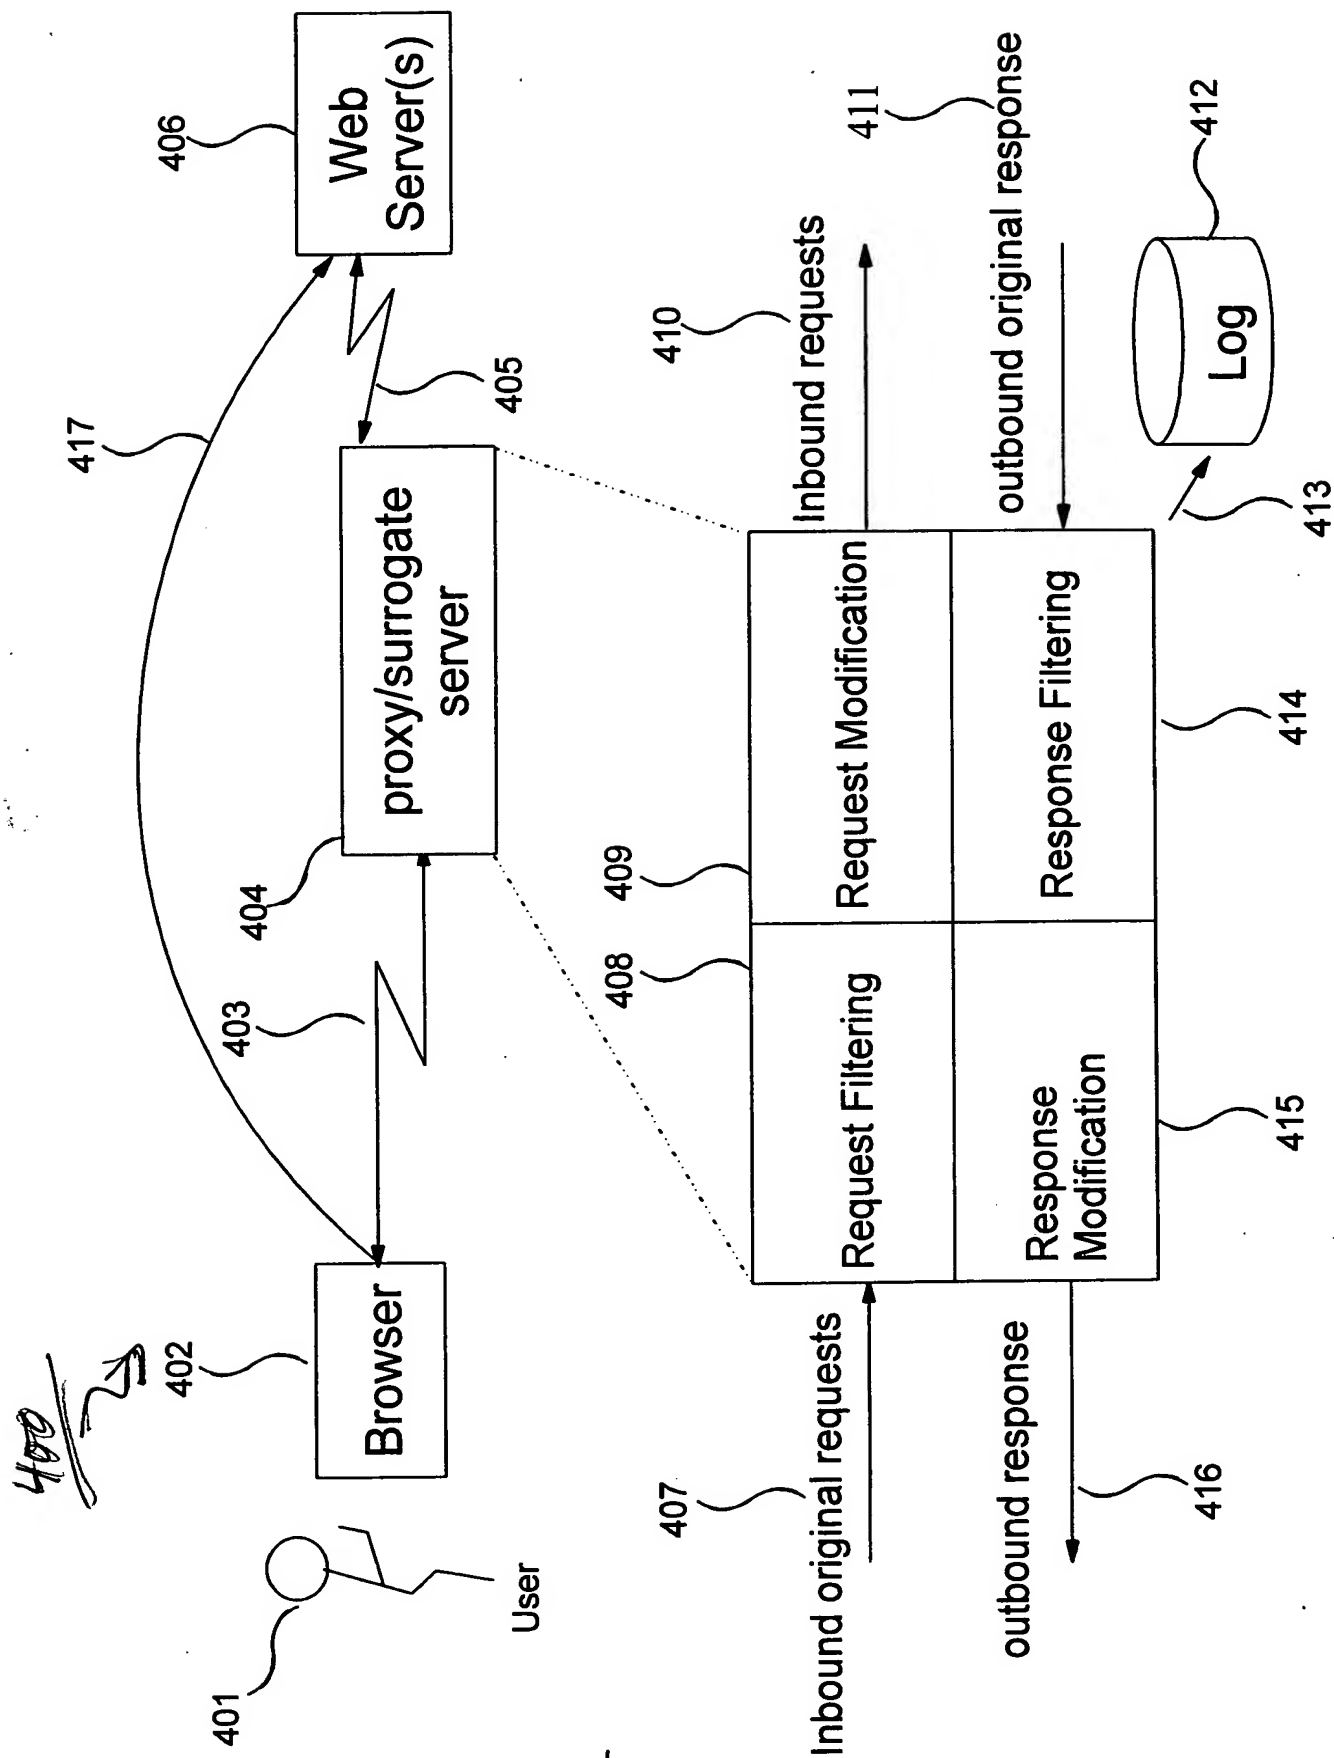 400
401
User
402
Browser
403
404
proxy/surrogate
server
405
417
406
Web
Server(s)
407
Inbound original requests
408
Request Filtering
409
Request Modification
410
Inbound requests
411
outbound original response
412
Log
413
414
Response Filtering
415
Response
Modification
416
outbound response